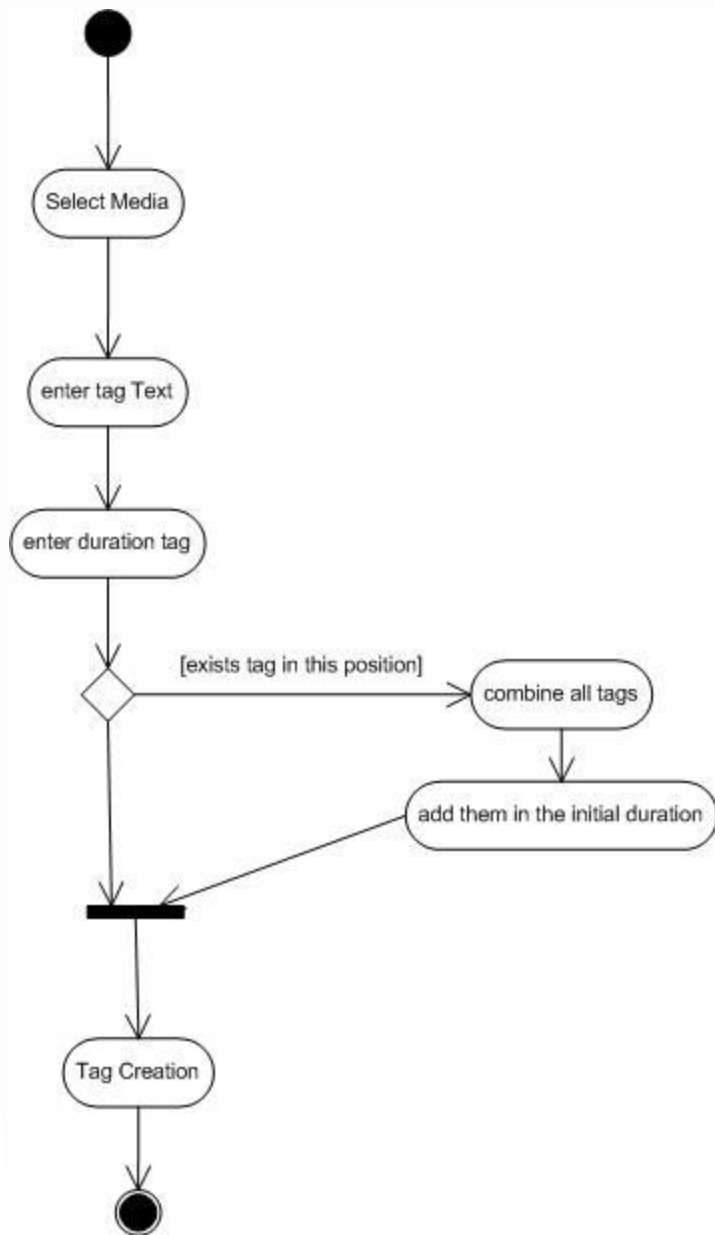 Select Media
enter tag Text
enter duration tag
[exists tag in this position]
combine all tags
add them in the initial duration
Tag Creation